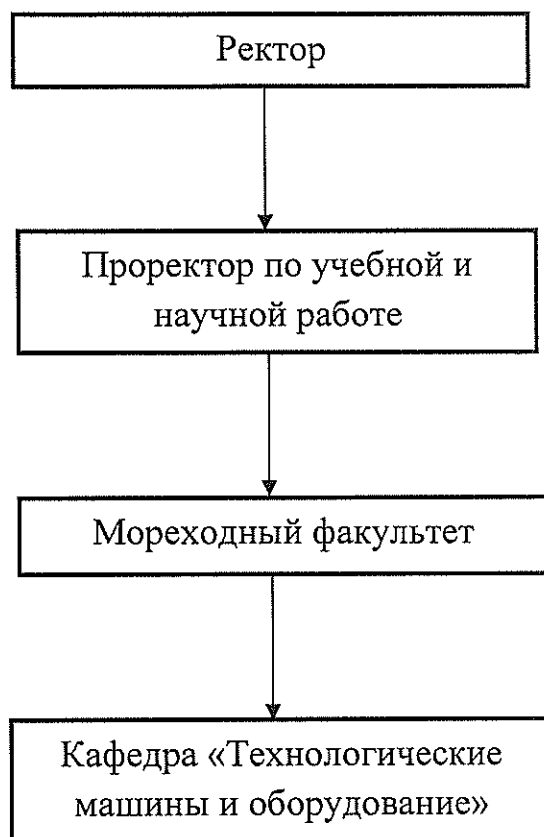 Ректор
Проректор по учебной и
научной работе
Мореходный факультет
Кафедра «Технологические
машины и оборудование»